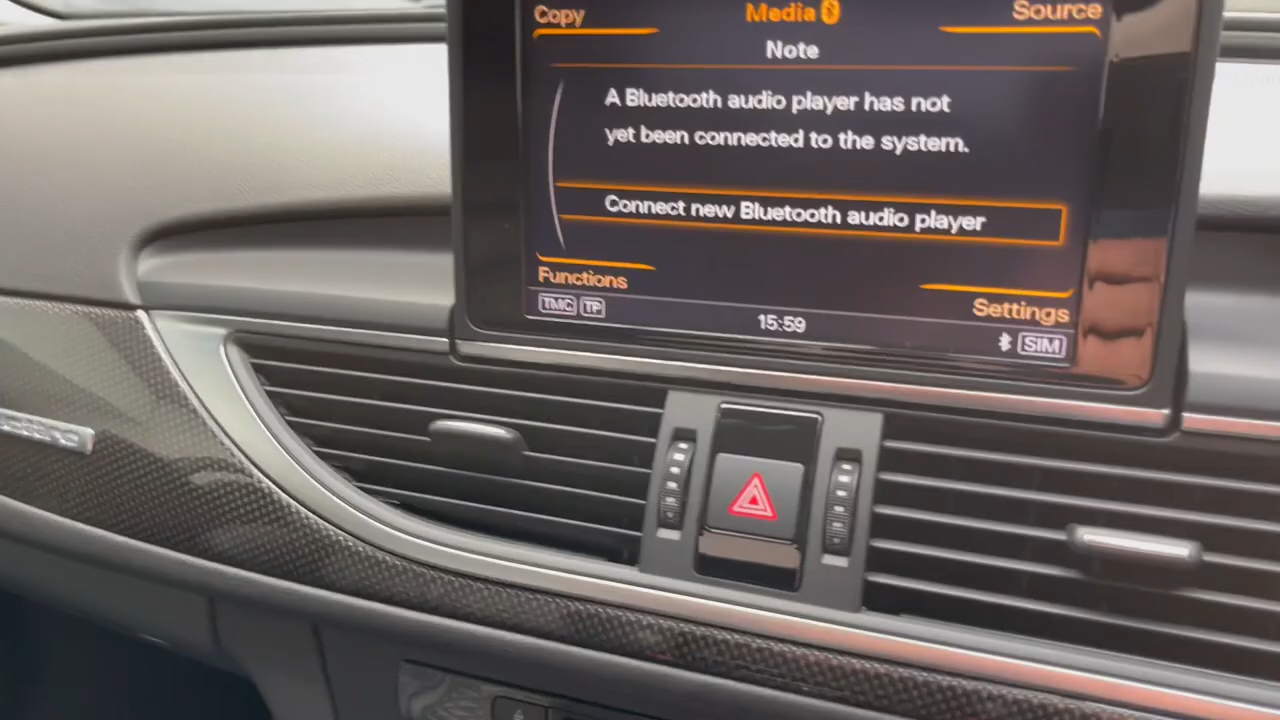 Copy
Media
Source
Note
A Bluetooth audio player has not
yet been connected to the system.
Connect new Bluetooth audio player
Functions
Settings
TMC TP
15:59
SIM